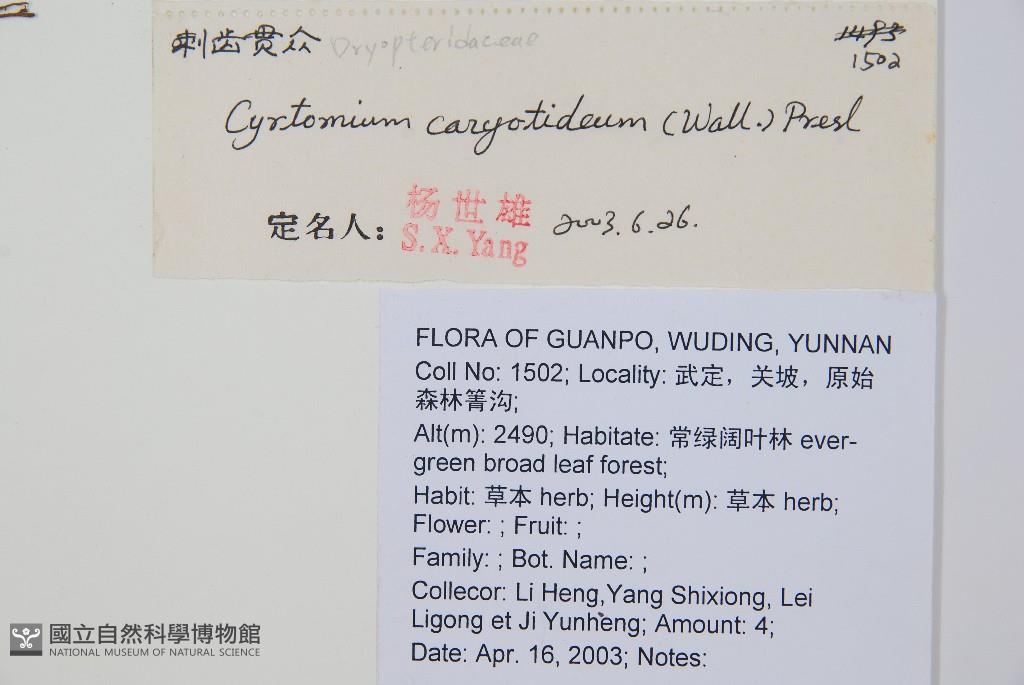 刺齿贯众 Dryopteridaceae
1493
1502
Cyrtomium caryotideum (Wall.) Presl
定名人: 杨世雄
S. X. Yang
2003. 6. 26.
FLORA OF GUANPO, WUDING, YUNNAN
Coll No: 1502; Locality: 武定，关坡，原始
森林箐沟;
Alt(m): 2490; Habitate: 常绿阔叶林 ever-
green broad leaf forest;
Habit: 草本 herb; Height(m): 草本 herb;
Flower: ; Fruit: ;
Family: ; Bot. Name: ;
Collecor: Li Heng,Yang Shixiong, Lei
Ligong et Ji Yunheng; Amount: 4;
Date: Apr. 16, 2003; Notes:
國立自然科學博物館
NATIONAL MUSEUM OF NATURAL SCIENCE